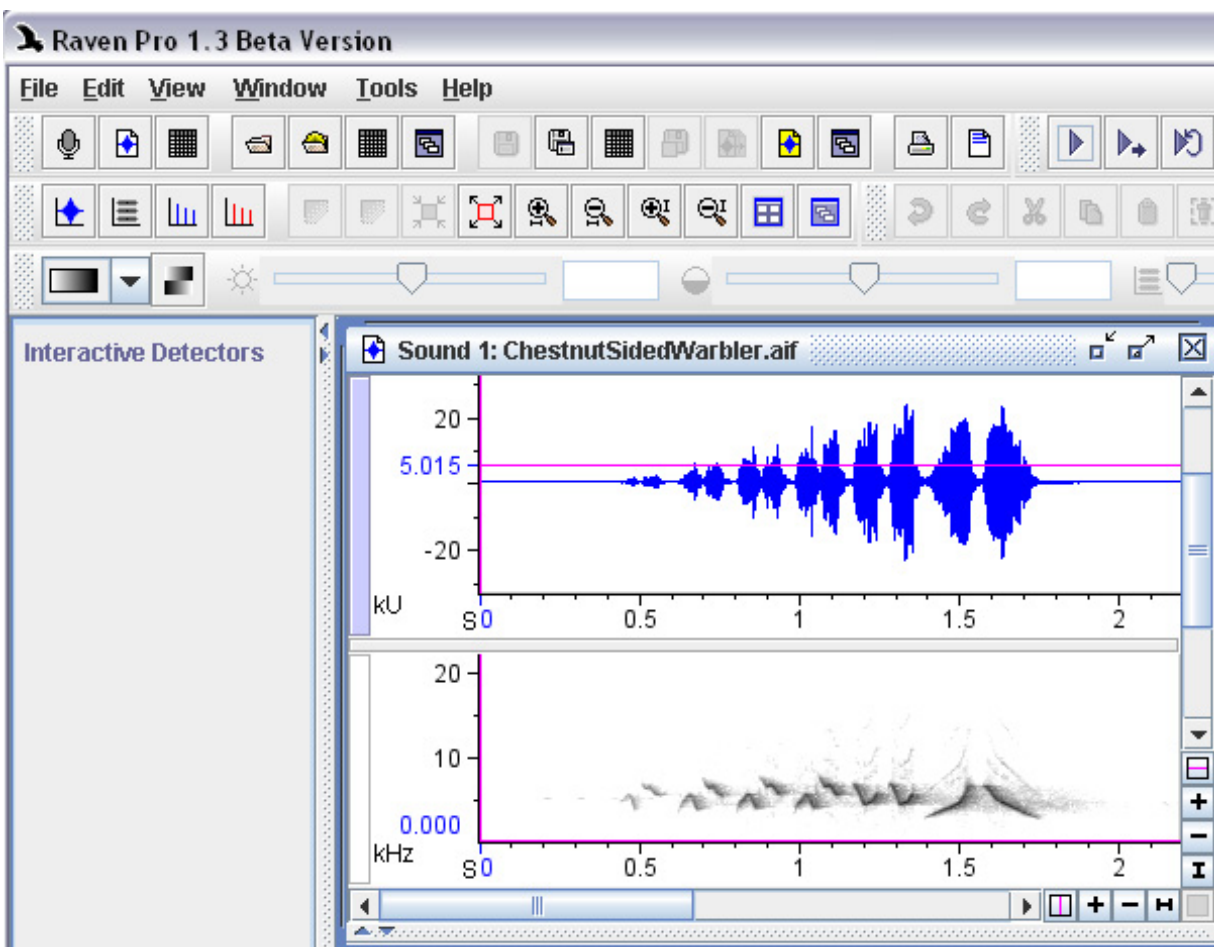 Raven Pro 1.3 Beta Version
File Edit View Window Tools Help
Interactive Detectors
Sound 1: ChestnutSidedWarbler.aif
20
5.015
-20
kU
S 0 0.5 1 1.5 2
20
10
0.000
kHz
S 0 0.5 1 1.5 2